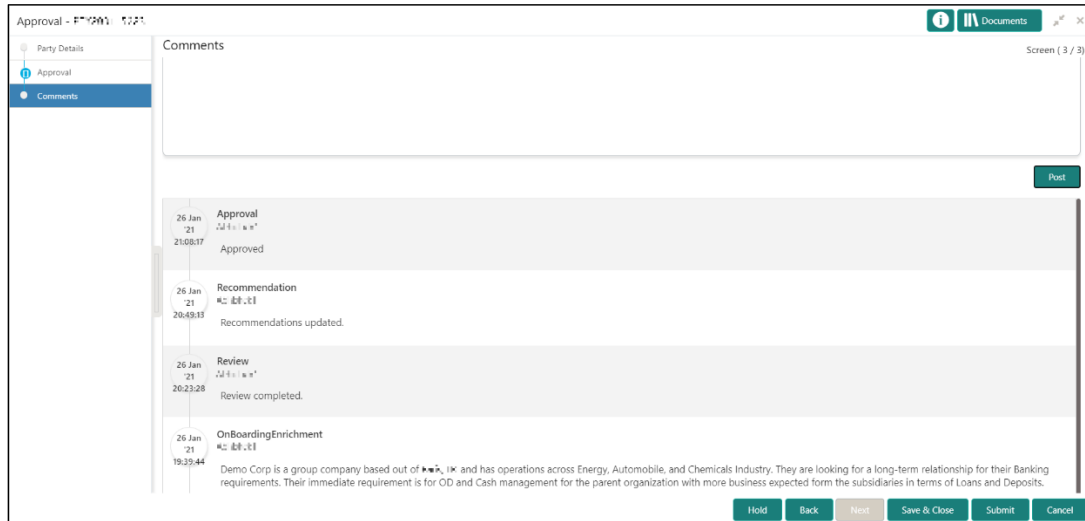 Approval -
Documents
Party Details
Comments
Screen ( 3 / 3)
Approval
Comments
Post
26 Jan
'21
21:08:17
Approval
Approved
26 Jan
'21
20:49:13
Recommendation
Recommendations updated.
26 Jan
'21
20:23:28
Review
Review completed.
26 Jan
'21
19:39:44
OnBoardingEnrichment
Demo Corp is a group company based out of and has operations across Energy, Automobile, and Chemicals Industry. They are looking for a long-term relationship for their Banking
requirements. Their immediate requirement is for OD and Cash management for the parent organization with more business expected form the subsidiaries in terms of Loans and Deposits.
Hold
Back
Next
Save & Close
Submit
Cancel